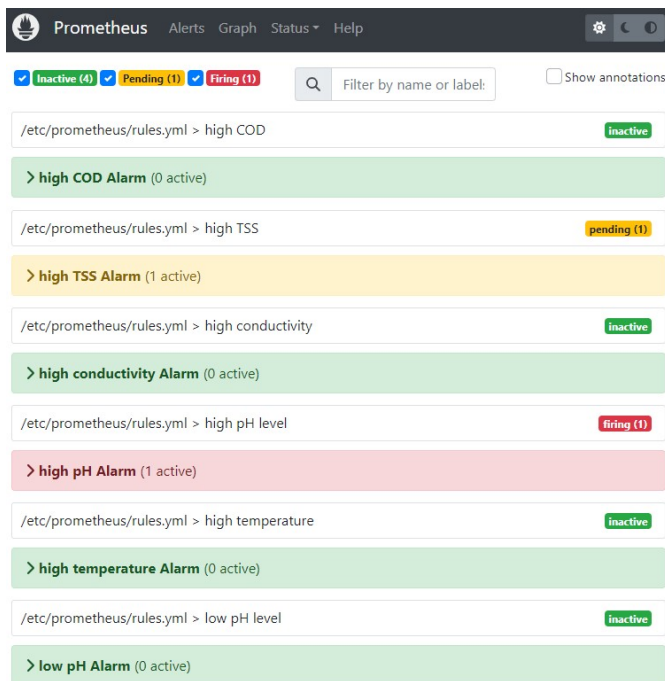 Prometheus Alerts Graph Status Help
Inactive (4) Pending (1) Firing (1) Filter by name or label: Show annotations
/etc/prometheus/rules.yml > high COD inactive
high COD Alarm (0 active)
/etc/prometheus/rules.yml > high TSS pending (1)
high TSS Alarm (1 active)
/etc/prometheus/rules.yml > high conductivity inactive
high conductivity Alarm (0 active)
/etc/prometheus/rules.yml > high pH level firing (1)
high pH Alarm (1 active)
/etc/prometheus/rules.yml > high temperature inactive
high temperature Alarm (0 active)
/etc/prometheus/rules.yml > low pH level inactive
low pH Alarm (0 active)